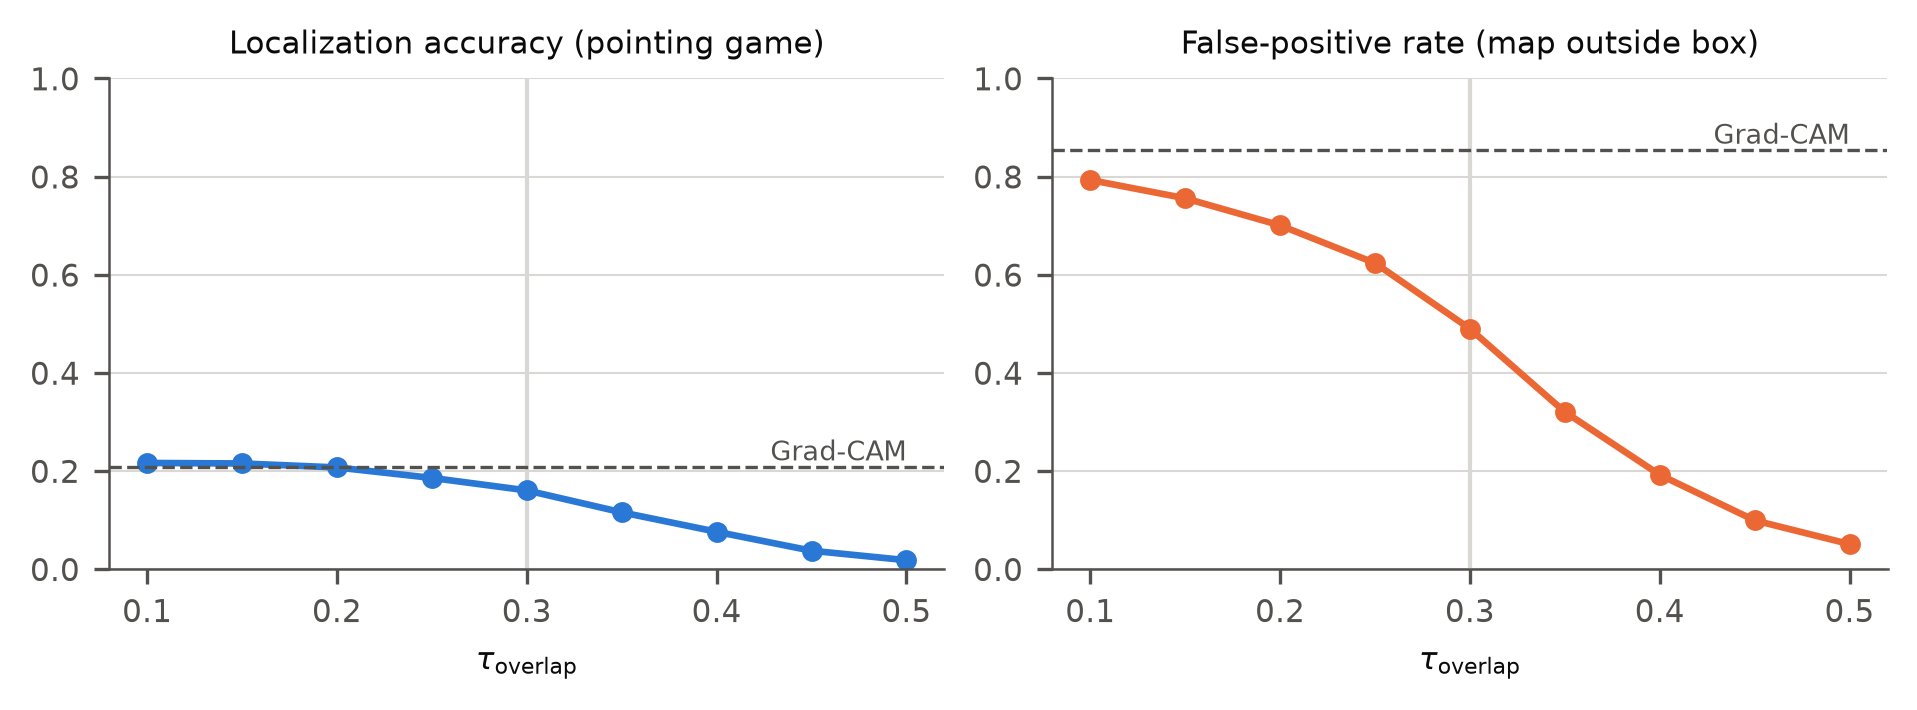 Localization accuracy (pointing game)
1.0
0.8
0.6
0.4
0.2
0.0
Grad-CAM
0.1 0.2 0.3 0.4 0.5
τoverlap
False-positive rate (map outside box)
1.0
0.8
0.6
0.4
0.2
0.0
Grad-CAM
0.1 0.2 0.3 0.4 0.5
τoverlap